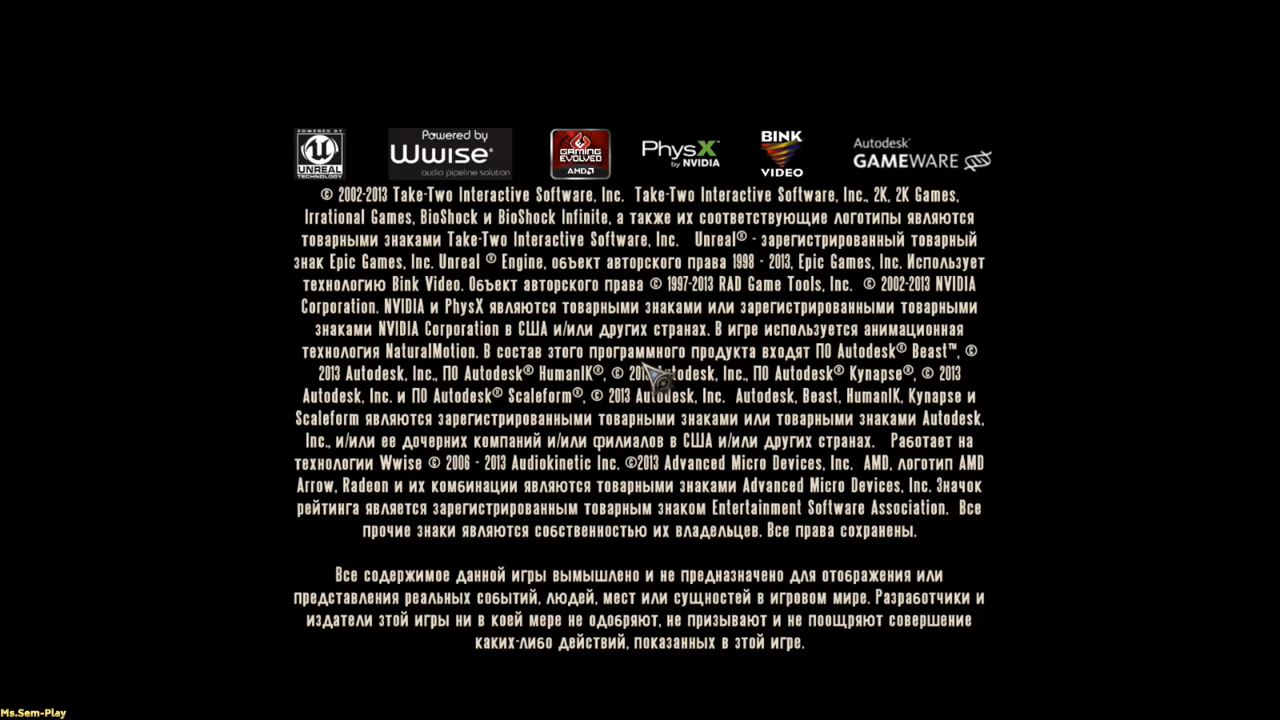 POWERED BY
UNREAL
TECHNOLOGY
Powered by
Wwise®
audio pipeline solution
GAMING
EVOLVED
AMD
PhysX
by NVIDIA
BINK
VIDEO
Autodesk®
GAMEWARE
© 2002-2013 Take-Two Interactive Software, Inc. Take-Two Interactive Software, Inc., 2K, 2K Games,
Irrational Games, BioShock и BioShock Infinite, а также их соответствующие логотипы являются
товарными знаками Take-Two Interactive Software, Inc. Unreal® - зарегистрированный товарный
знак Epic Games, Inc. Unreal ® Engine, объект авторского права 1998 - 2013, Epic Games, Inc. Использует
технологию Bink Video. Объект авторского права © 1997-2013 RAD Game Tools, Inc. © 2002-2013 NVIDIA
Corporation. NVIDIA и PhysX являются товарными знаками или зарегистрированными товарными
знаками NVIDIA Corporation в США и/или других странах. В игре используется анимационная
технология NaturalMotion. В состав этого программного продукта входят ПО Autodesk® Beast™, ©
2013 Autodesk, Inc., ПО Autodesk® HumanIK®, © Autodesk, Inc., ПО Autodesk® Kynapse®, © 2013
Autodesk, Inc. и ПО Autodesk® Scaleform®, © 2013 Autodesk, Inc. Autodesk, Beast, HumanIK, Kynapse и
Scaleform являются зарегистрированными товарными знаками или товарными знаками Autodesk,
Inc., и/или ее дочерних компаний и/или филиалов в США и/или других странах. Работает на
технологии Wwise © 2006 - 2013 Audiokinetic Inc. ©2013 Advanced Micro Devices, Inc. AMD, логотип AMD
Arrow, Radeon и их комбинации являются товарными знаками Advanced Micro Devices, Inc. Значок
рейтинга является зарегистрированным товарным знаком Entertainment Software Association. Все
прочие знаки являются собственностью их владельцев. Все права сохранены.
Все содержимое данной игры вымышлено и не предназначено для отображения или
представления реальных событий, людей, мест или сущностей в игровом мире. Разработчики и
издатели этой игры ни в коей мере не одобряют, не призывают и не поощряют совершение
каких-либо действий, показанных в этой игре.
Ms.Sem-Play